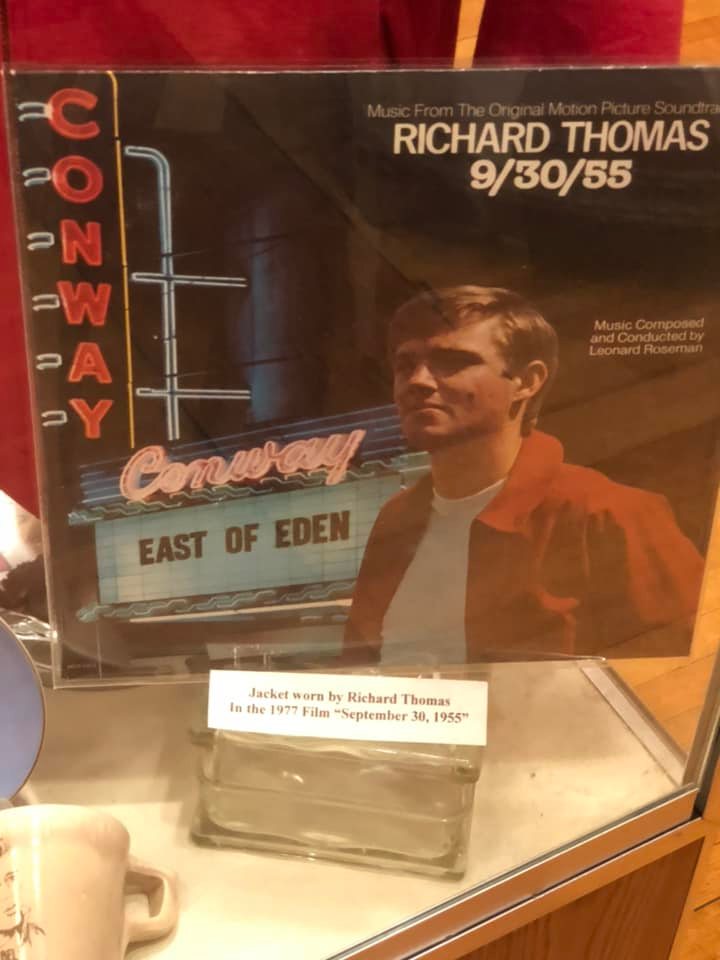 CONWAY
Music From The Original Motion Picture Soundtra
RICHARD THOMAS
9/30/55
Music Composed
and Conducted by
Leonard Roseman
Conway
EAST OF EDEN
Jacket worn by Richard Thomas
In the 1977 Film “September 30, 1955”